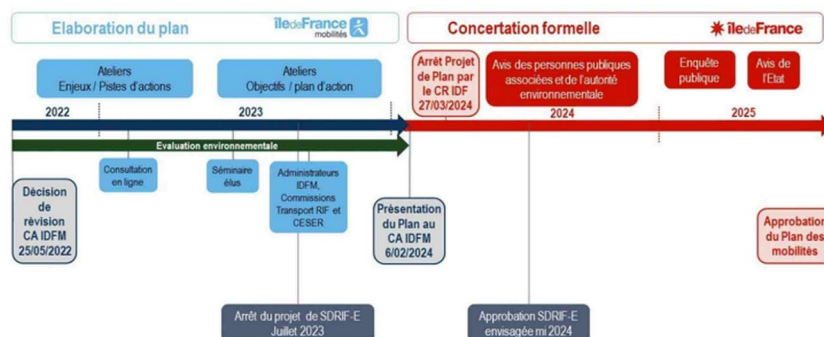 Elaboration du plan
îledeFrance
mobilités
Concertation formelle
îledeFrance
Ateliers
Enjeux / Pistes d'actions
Ateliers
Objectifs / plan d'action
Arrêt Projet
de Plan par
le CR IDF
27/03/2024
Avis des personnes publiques
associées et de l'autorité
environnementale
Enquête
publique
Avis de
l'Etat
2022
2023
2024
2025
Evaluation environnementale
Consultation
en ligne
Séminaire
élus
Administrateurs
IDFM,
Commissions
Transport RIF et
CESER
Décision
de
révision
CA IDFM
25/05/2022
Présentation
du Plan au
CA IDFM
6/02/2024
Approbation
du Plan des
mobilités
Arrêt du projet de SDRIF-E
Juillet 2023
Approbation SDRIF-E
envisagée mi 2024